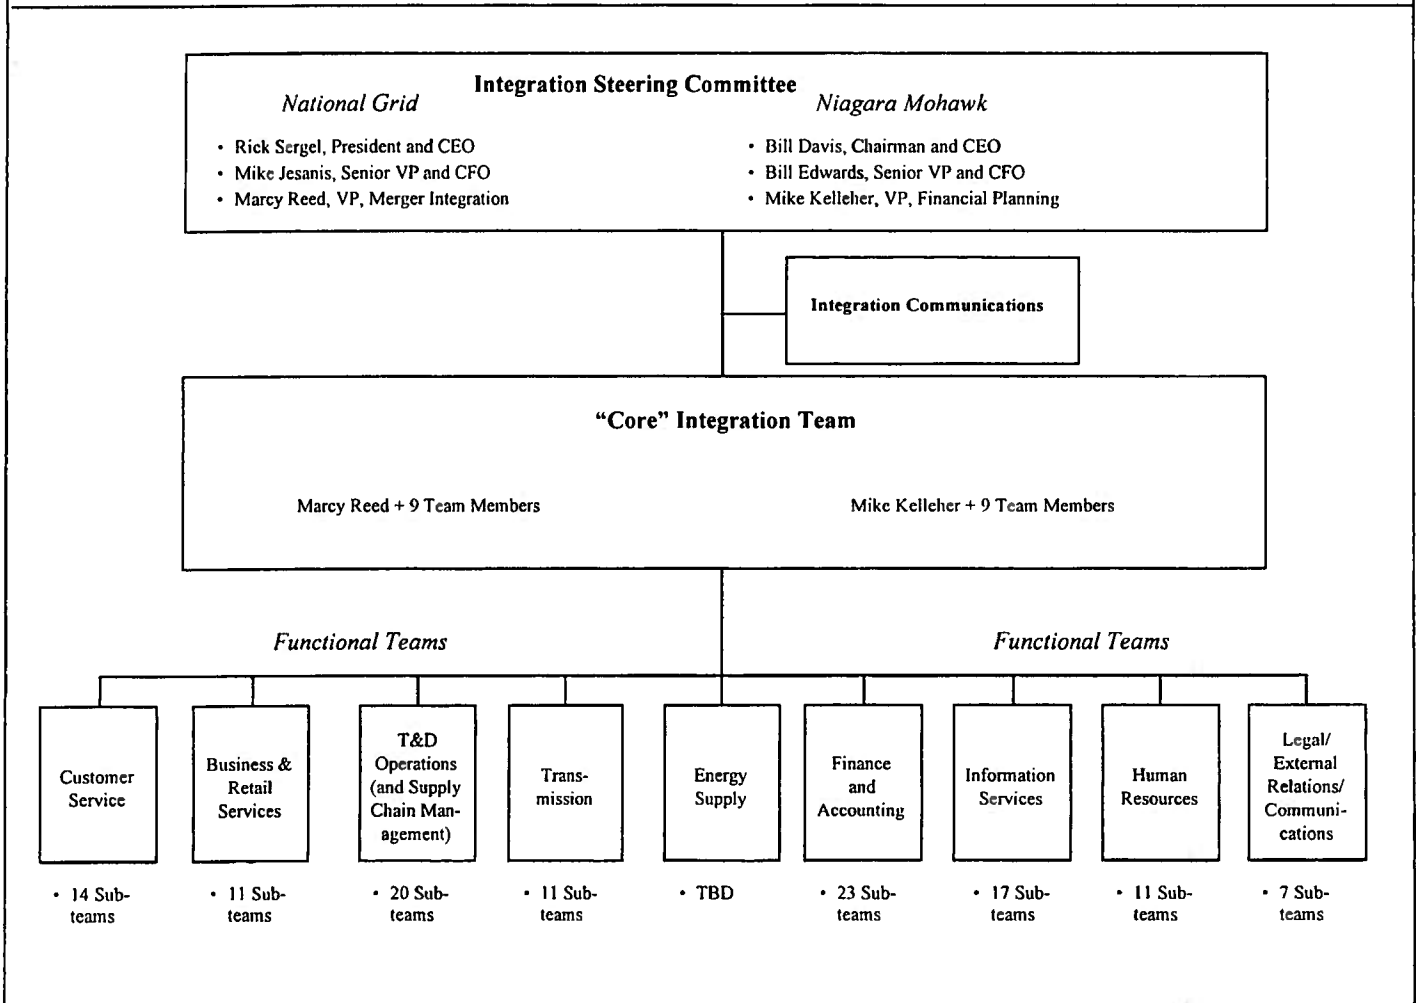 Integration Steering Committee
National Grid
• Rick Sergel, President and CEO
• Mike Jesanis, Senior VP and CFO
• Marcy Reed, VP, Merger Integration
Niagara Mohawk
• Bill Davis, Chairman and CEO
• Bill Edwards, Senior VP and CFO
• Mike Kelleher, VP, Financial Planning
Integration Communications
“Core” Integration Team
Marcy Reed + 9 Team Members
Mike Kelleher + 9 Team Members
Functional Teams
Functional Teams
Customer
Service
• 14 Sub-
teams
Business &
Retail
Services
• 11 Sub-
teams
T&D
Operations
(and Supply
Chain Man-
agement)
• 20 Sub-
teams
Trans-
mission
• 11 Sub-
teams
Energy
Supply
• TBD
Finance
and
Accounting
• 23 Sub-
teams
Information
Services
• 17 Sub-
teams
Human
Resources
• 11 Sub-
teams
Legal/
External
Relations/
Communi-
cations
• 7 Sub-
teams